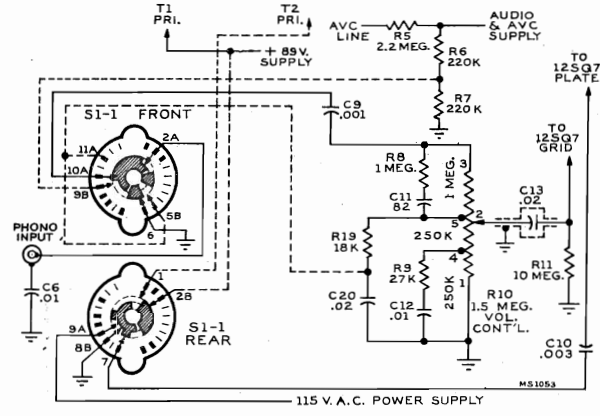 T1
PRI.
T2
PRI.
+ 89 V.
SUPPLY
AVC
LINE
R5
2.2 MEG.
AUDIO
& AVC
SUPPLY
R6
220K
R7
220K
TO
12SQ7
PLATE
S1-1 FRONT
2A
11A
10A
9B
5B
6
C9
.001
R8
1 MEG.
C11
82
1 MEG.
3
5
2
250K
4
250K
1
C13
.02
TO
12SQ7
GRID
R19
18K
R9
27K
C20
.02
C12
.01
R10
1.5 MEG.
VOL.
CONT'L.
R11
10 MEG.
PHONO
INPUT
C6
.01
1
2B
9A
8B
7
S1-1
REAR
C10
.003
MS1053
115 V. A.C. POWER SUPPLY